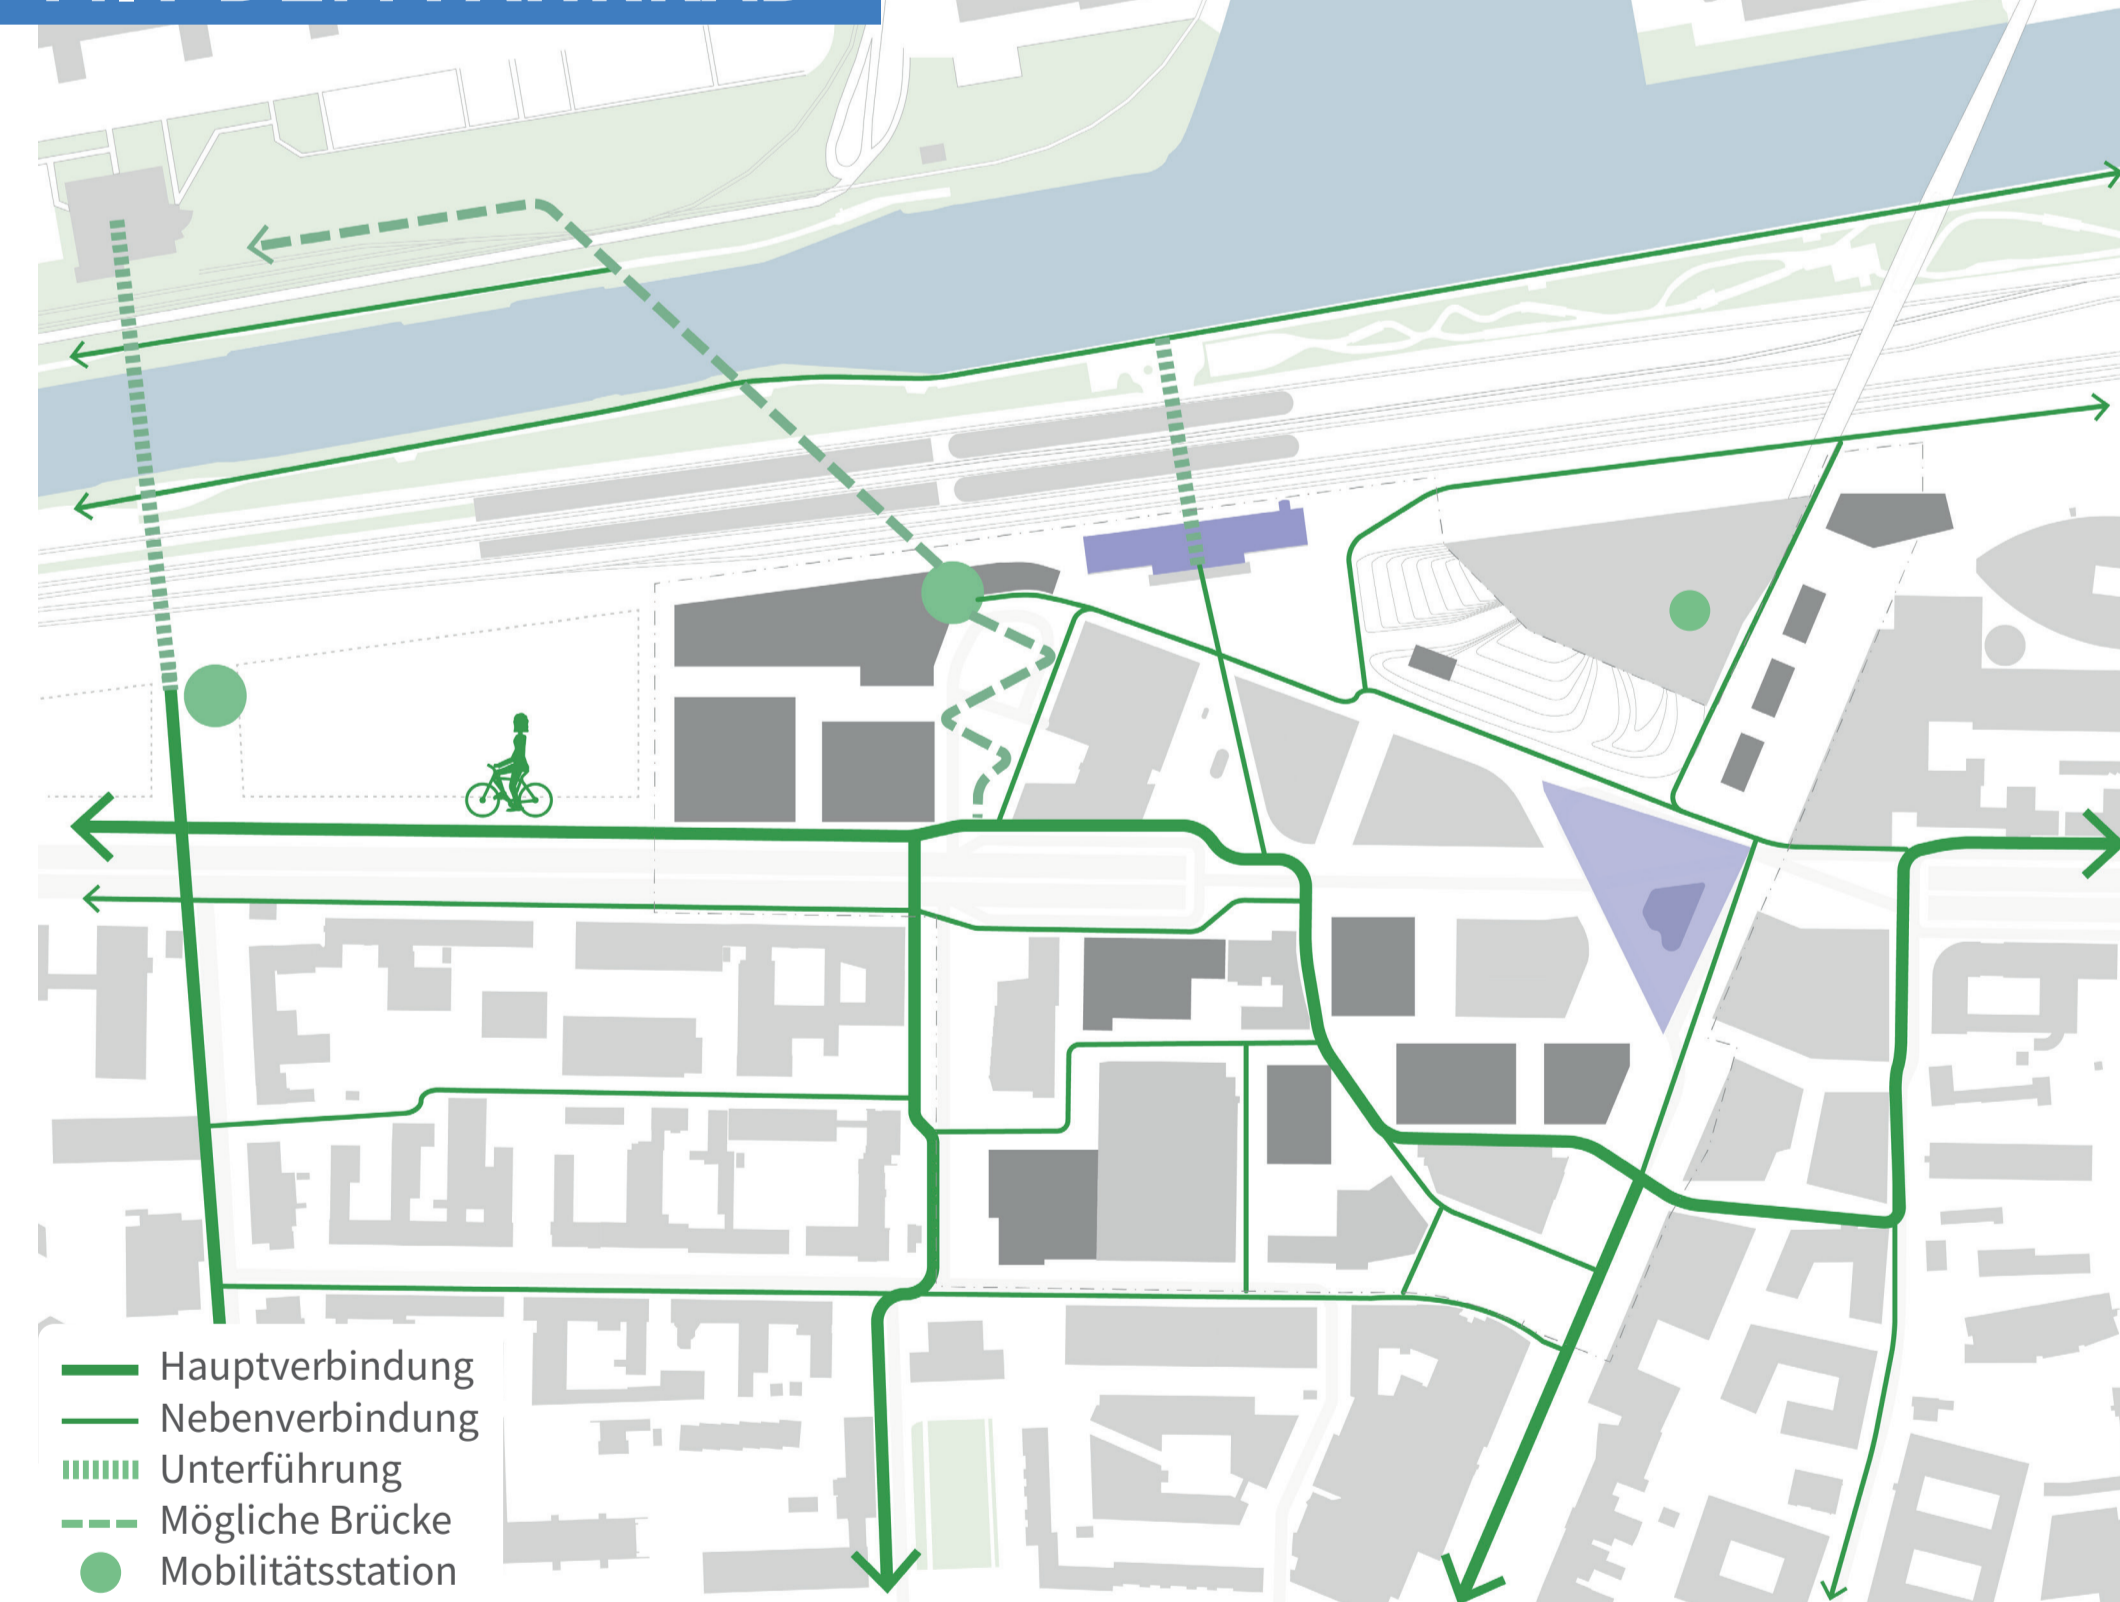 Hauptverbindung
Nebenverbindung
Unterführung
Mögliche Brücke
Mobilitätsstation